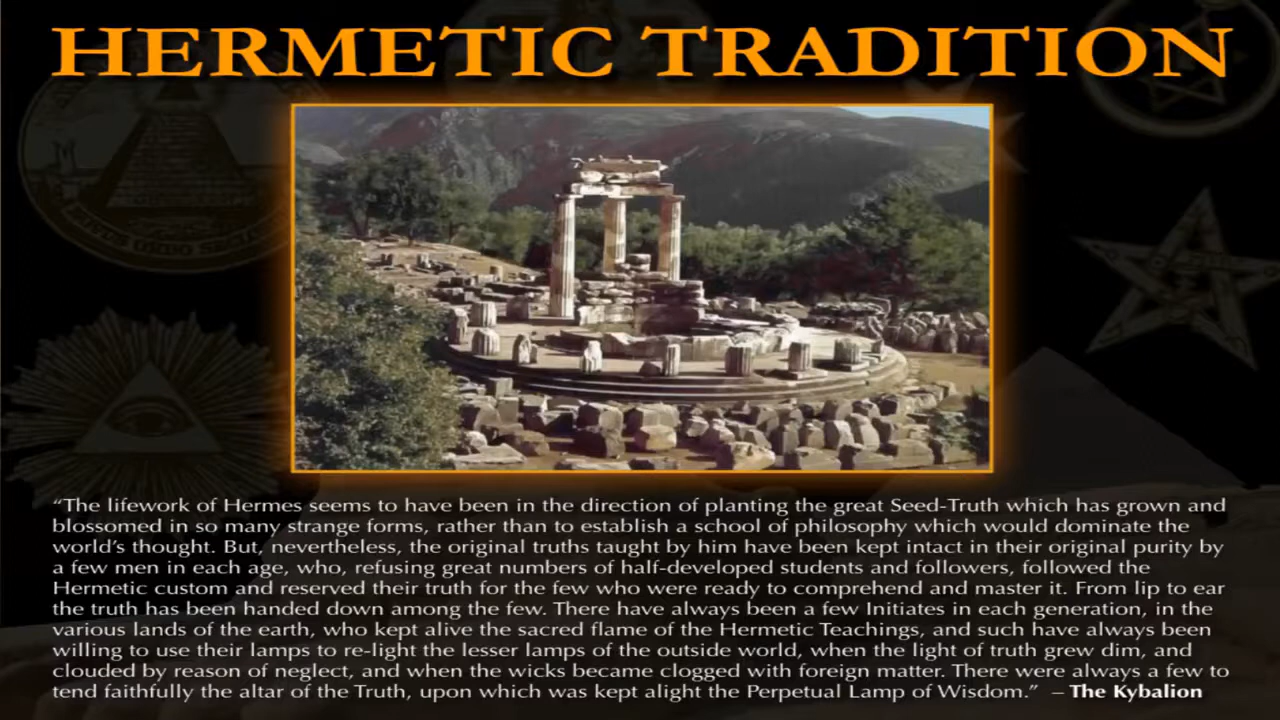 HERMETIC TRADITION
“The lifework of Hermes seems to have been in the direction of planting the great Seed-Truth which has grown and
blossomed in so many strange forms, rather than to establish a school of philosophy which would dominate the
world’s thought. But, nevertheless, the original truths taught by him have been kept intact in their original purity by
a few men in each age, who, refusing great numbers of half-developed students and followers, followed the
Hermetic custom and reserved their truth for the few who were ready to comprehend and master it. From lip to ear
the truth has been handed down among the few. There have always been a few Initiates in each generation, in the
various lands of the earth, who kept alive the sacred flame of the Hermetic Teachings, and such have always been
willing to use their lamps to re-light the lesser lamps of the outside world, when the light of truth grew dim, and
clouded by reason of neglect, and when the wicks became clogged with foreign matter. There were always a few to
tend faithfully the altar of the Truth, upon which was kept alight the Perpetual Lamp of Wisdom.” – The Kybalion